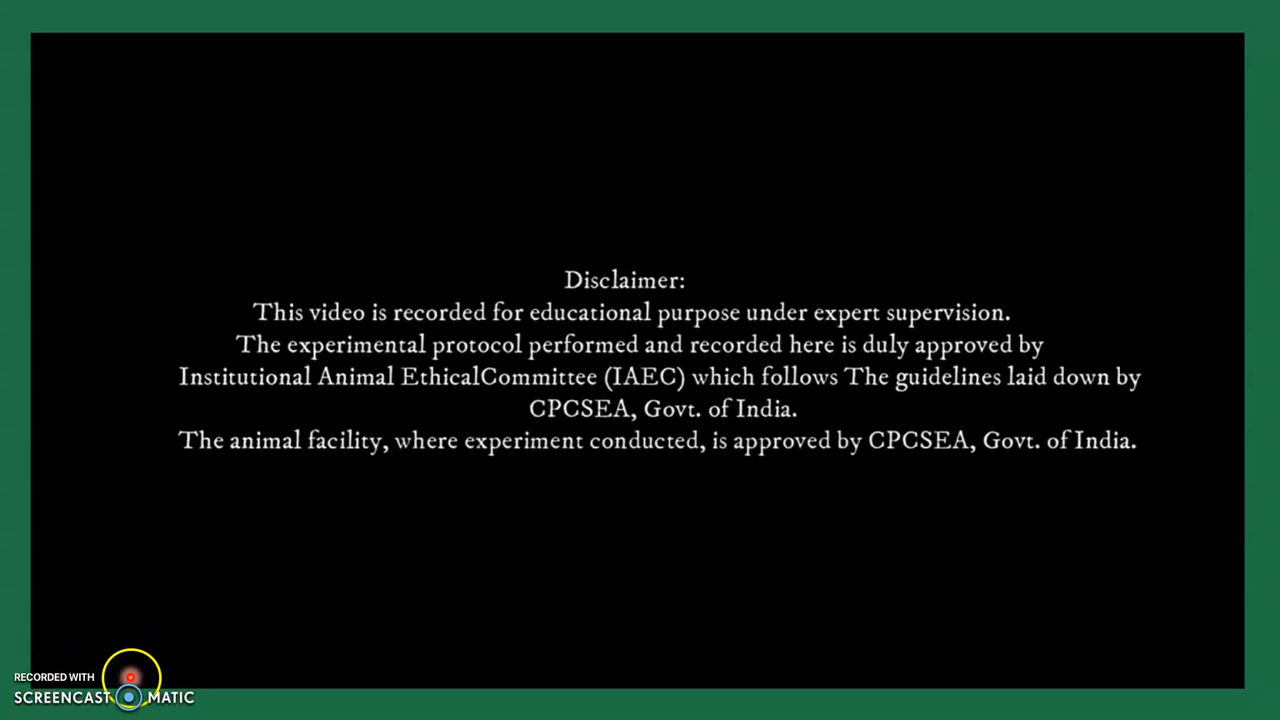 Disclaimer:
This video is recorded for educational purpose under expert supervision.
The experimental protocol performed and recorded here is duly approved by
Institutional Animal EthicalCommittee (IAEC) which follows The guidelines laid down by
CPCSEA, Govt. of India.
The animal facility, where experiment conducted, is approved by CPCSEA, Govt. of India.
RECORDED WITH
SCREENCAST MATIC